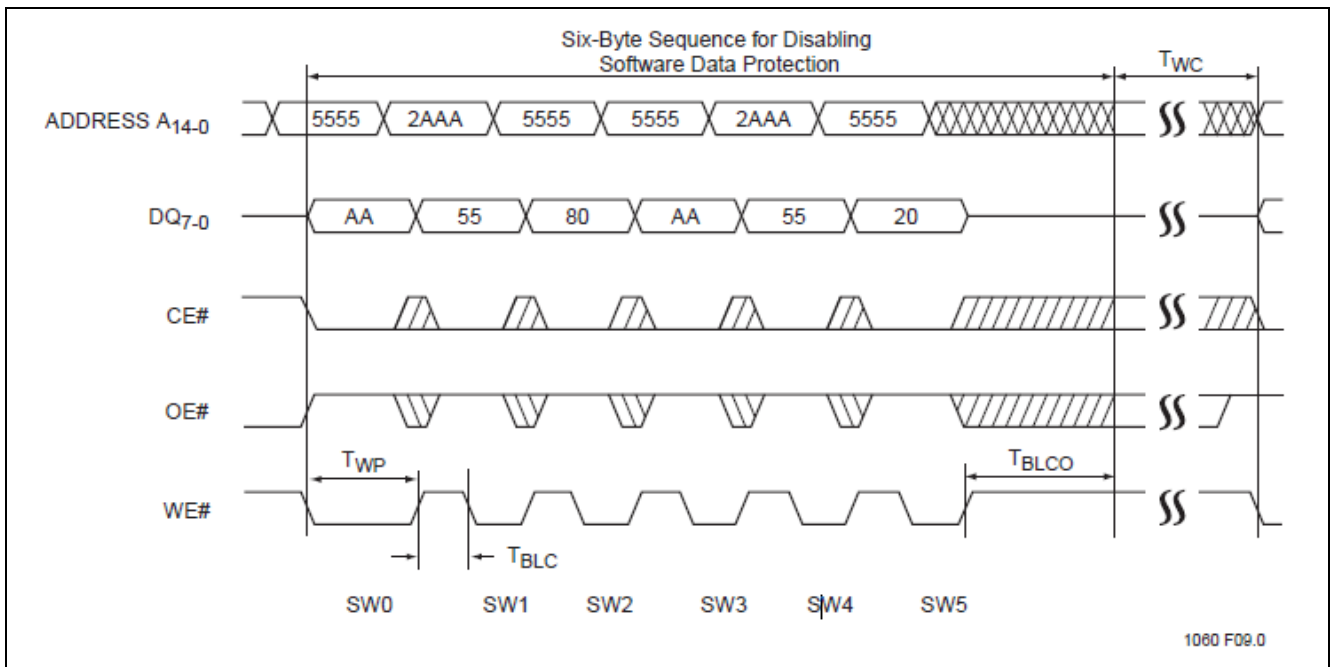 Six-Byte Sequence for Disabling
Software Data Protection
TWC
ADDRESS A14-0
5555 2AAA 5555 5555 2AAA 5555
DQ7-0
AA 55 80 AA 55 20
CE#
OE#
TWP
TBLCO
WE#
TBLC
SW0 SW1 SW2 SW3 SW4 SW5
1060 F09.0